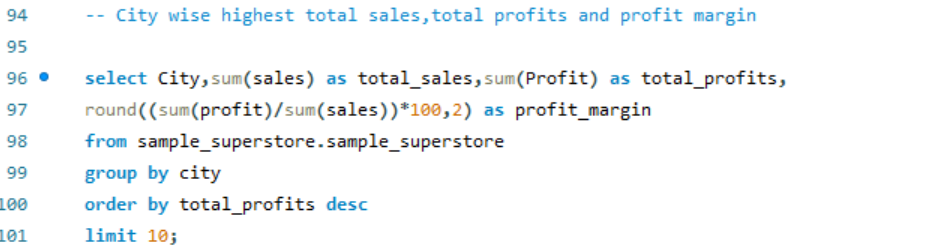 94 -- City wise highest total sales,total profits and profit margin
95
96 select City,sum(sales) as total_sales,sum(Profit) as total_profits,
97 round((sum(profit)/sum(sales))*100,2) as profit_margin
98 from sample_superstore.sample_superstore
99 group by city
100 order by total_profits desc
101 limit 10;